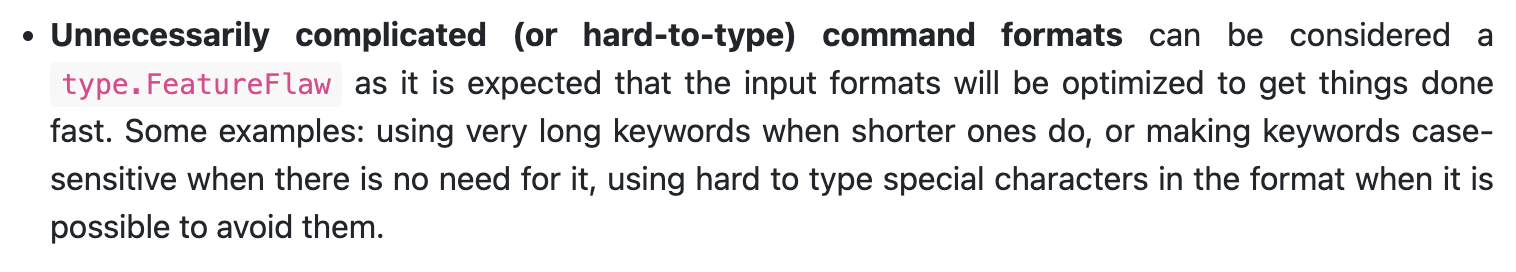 • Unnecessarily complicated (or hard-to-type) command formats can be considered a
type.FeatureFlaw as it is expected that the input formats will be optimized to get things done
fast. Some examples: using very long keywords when shorter ones do, or making keywords case-
sensitive when there is no need for it, using hard to type special characters in the format when it is
possible to avoid them.